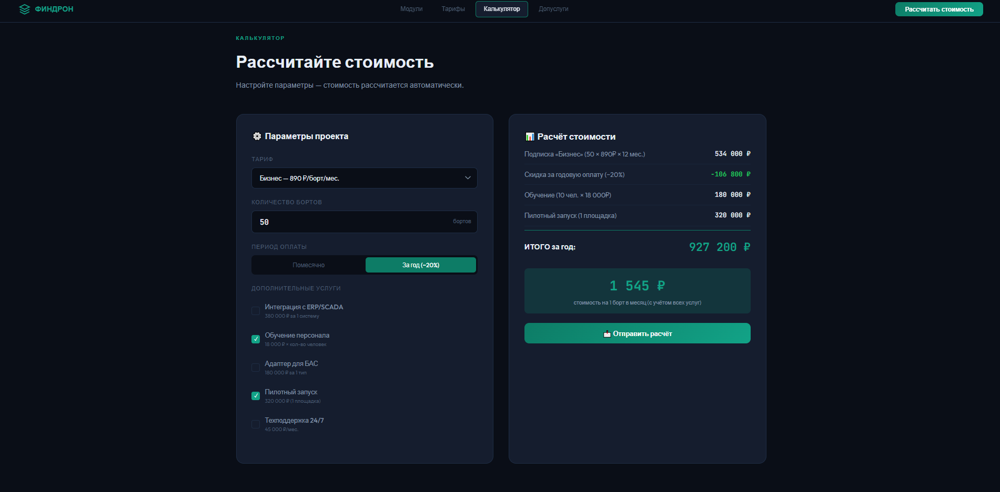 ФИНДРОН
Модули
Тарифы
Калькулятор
Допуслуги
Рассчитать стоимость
КАЛЬКУЛЯТОР
Рассчитайте стоимость
Настройте параметры — стоимость рассчитается автоматически.
Параметры проекта
ТАРИФ
Бизнес — 890 ₽/борт/мес.
КОЛИЧЕСТВО БОРТОВ
50
бортов
ПЕРИОД ОПЛАТЫ
Помесячно
За год (−20%)
ДОПОЛНИТЕЛЬНЫЕ УСЛУГИ
Интеграция с ERP/SCADA
380 000 ₽ за 1 систему
Обучение персонала
18 000 ₽ × кол-во человек
Адаптер для БАС
180 000 ₽ за 1 тип
Пилотный запуск
320 000 ₽ (1 площадка)
Техподдержка 24/7
45 000 ₽/мес.
Расчёт стоимости
Подписка «Бизнес» (50 × 890₽ × 12 мес.) 534 000 ₽
Скидка за годовую оплату (−20%) -106 800 ₽
Обучение (10 чел. × 18 000₽) 180 000 ₽
Пилотный запуск (1 площадка) 320 000 ₽
ИТОГО за год: 927 200 ₽
1 545 ₽
стоимость на 1 борт в месяц (с учётом всех услуг)
Отправить расчёт